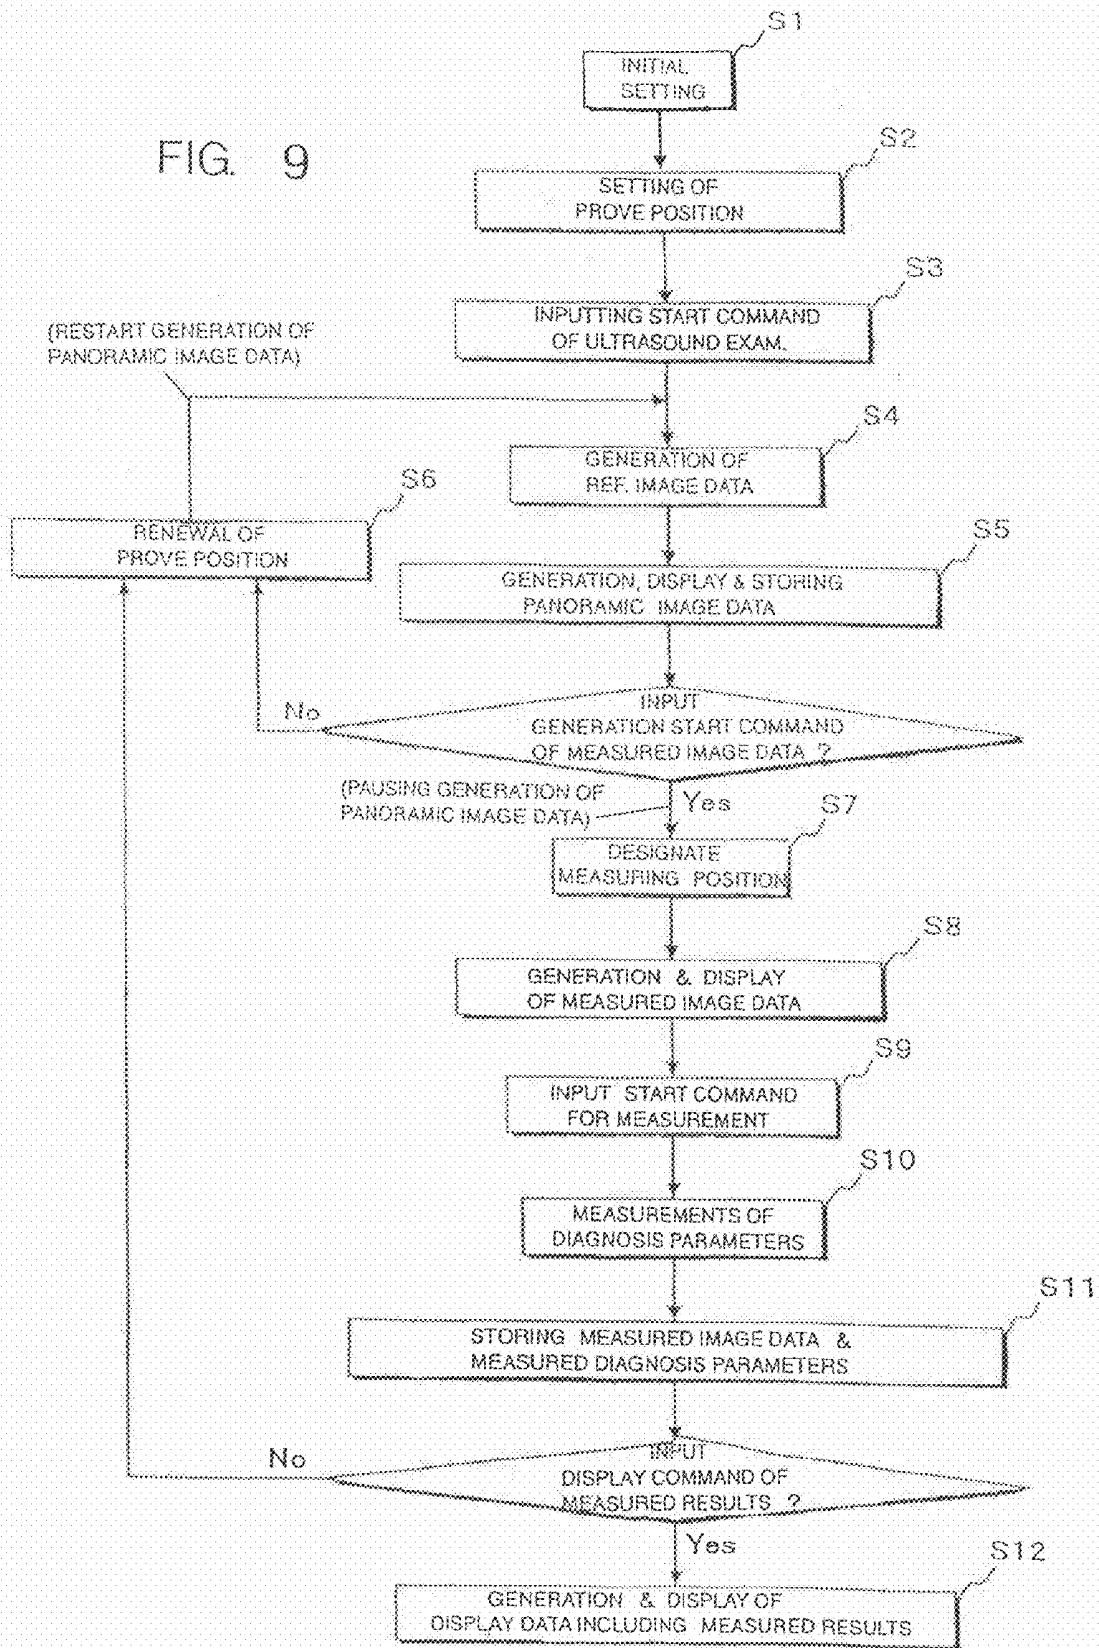 S1
INITIAL
SETTING
FIG. 9
S2
SETTING OF
PROVE POSITION
S3
INPUTTING START COMMAND
OF ULTRASOUND EXAM.
(RESTART GENERATION OF
PANORAMIC IMAGE DATA)
S4
GENERATION OF
REF. IMAGE DATA
S6
RENEWAL OF
PROVE POSITION
S5
GENERATION, DISPLAY & STORING
PANORAMIC IMAGE DATA
No
INPUT
GENERATION START COMMAND
OF MEASURED IMAGE DATA ?
(PAUSING GENERATION OF
PANORAMIC IMAGE DATA)
Yes
S7
DESIGNATE
MEASURING POSITION
S8
GENERATION & DISPLAY
OF MEASURED IMAGE DATA
S9
INPUT START COMMAND
FOR MEASUREMENT
S10
MEASUREMENTS OF
DIAGNOSIS PARAMETERS
S11
STORING MEASURED IMAGE DATA &
MEASURED DIAGNOSIS PARAMETERS
No
INPUT
DISPLAY COMMAND OF
MEASURED RESULTS ?
Yes
S12
GENERATION & DISPLAY OF
DISPLAY DATA INCLUDING MEASURED RESULTS